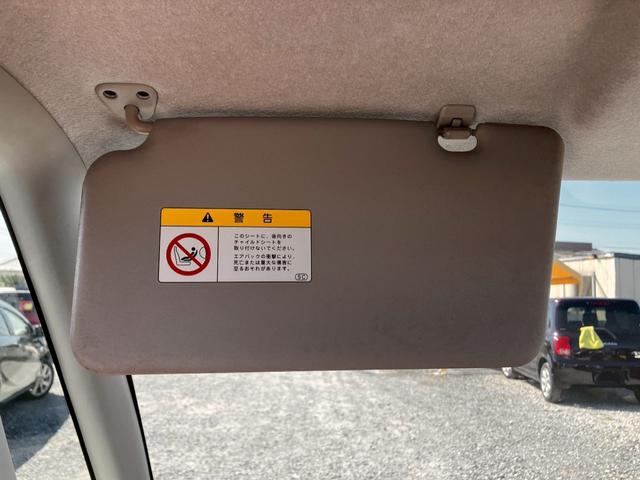 警告
このシートに、後向きの
チャイルドシートを
取り付けないでください。
エアバックの衝撃により、
死亡または重大な傷害に
至るおそれがあります。
5C